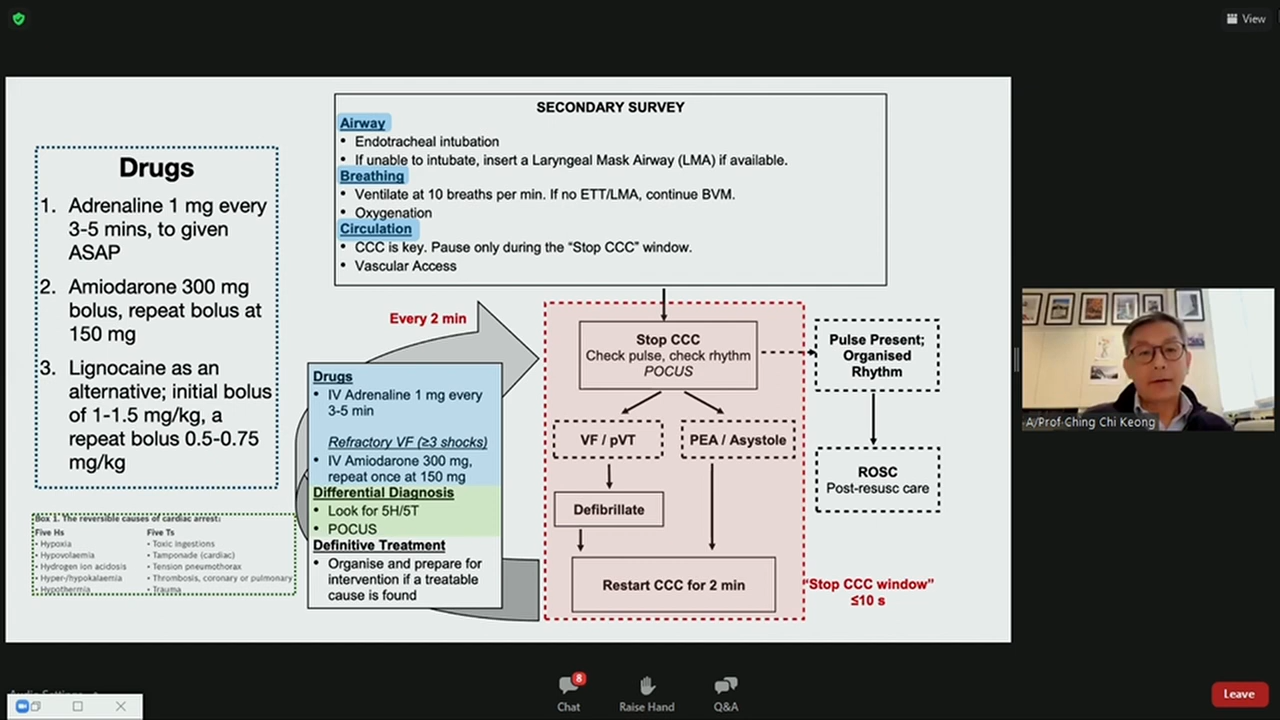 View
SECONDARY SURVEY
Airway
• Endotracheal intubation
• If unable to intubate, insert a Laryngeal Mask Airway (LMA) if available.
Breathing
• Ventilate at 10 breaths per min. If no ETT/LMA, continue BVM.
• Oxygenation
Circulation
• CCC is key. Pause only during the “Stop CCC” window.
• Vascular Access
Drugs
1. Adrenaline 1 mg every
3-5 mins, to given
ASAP
2. Amiodarone 300 mg
bolus, repeat bolus at
150 mg
3. Lignocaine as an
alternative; initial bolus
of 1-1.5 mg/kg, a
repeat bolus 0.5-0.75
mg/kg
Box 1. The reversible causes of cardiac arrest:
Five Hs
• Hypoxia
• Hypovolaemia
• Hydrogen ion acidosis
• Hyper-/hypokalaemia
• Hypothermia
Five Ts
• Toxic ingestions
• Tamponade (cardiac)
• Tension pneumothorax
• Thrombosis, coronary or pulmonary
• Trauma
Every 2 min
Drugs
• IV Adrenaline 1 mg every
3-5 min
Refractory VF (≥3 shocks)
• IV Amiodarone 300 mg,
repeat once at 150 mg
Differential Diagnosis
• Look for 5H/5T
• POCUS
Definitive Treatment
• Organise and prepare for
intervention if a treatable
cause is found
Stop CCC
Check pulse, check rhythm
POCUS
VF / pVT
PEA / Asystole
Defibrillate
Restart CCC for 2 min
Pulse Present;
Organised
Rhythm
ROSC
Post-resusc care
“Stop CCC window”
≤10 s
A/Prof Ching Chi Keong
Audio Settings
8
Chat
Raise Hand
Q&A
Leave